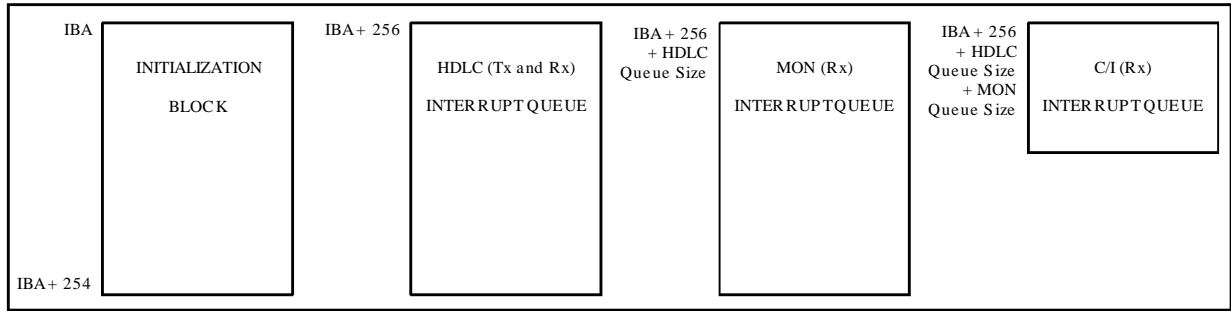 IBA
INITIALIZATION
BLOCK
IBA + 254
IBA + 256
HDLC (Tx and Rx)
INTERRUPT QUEUE
IBA + 256
+ HDLC
Queue Size
MON (Rx)
INTERRUPT QUEUE
IBA + 256
+ HDLC
Queue Size
+ MON
Queue Size
C/I (Rx)
INTERRUPT QUEUE